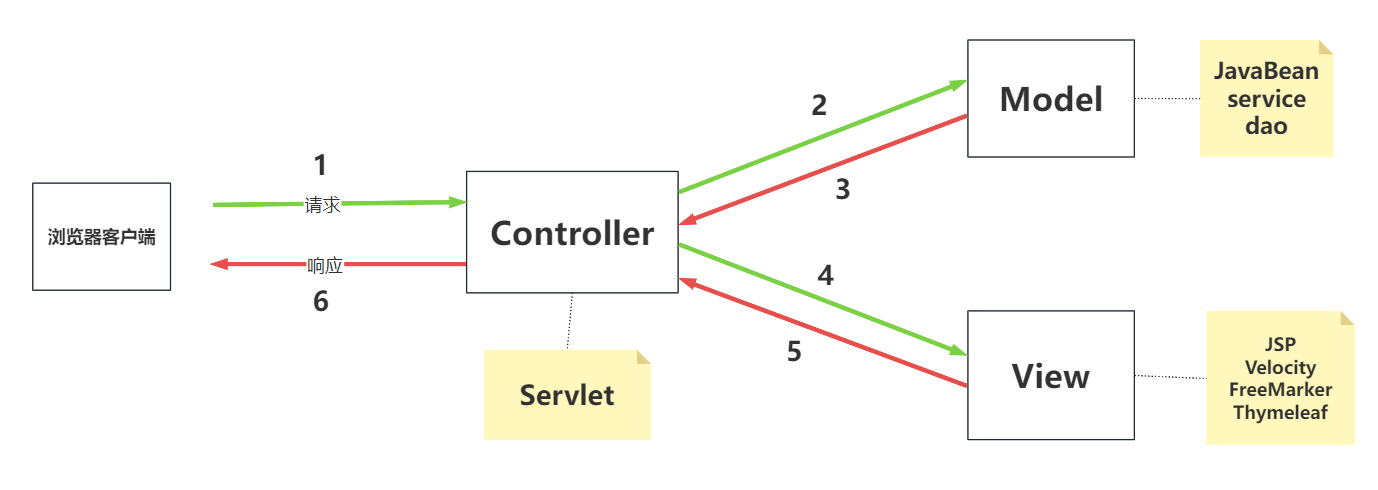 1
请求
浏览器客户端
响应
6
Controller
Servlet
2
3
4
5
Model
JavaBean
service
dao
View
JSP
Velocity
FreeMarker
Thymeleaf